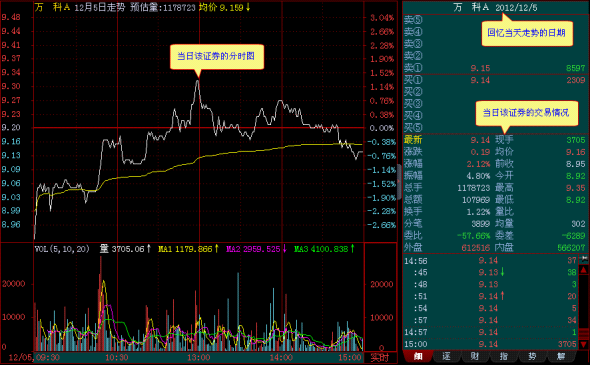 万 科A 12月5日走势 预估量:1178723 均价 9.159↓
9.48
9.44
9.41
9.37
9.34
9.30
9.27
9.23
9.20
9.16
9.13
9.09
9.06
9.03
8.99
8.96
3.04%
2.66%
2.28%
1.90%
1.52%
1.14%
0.76%
0.38%
0.00%
-0.38%
-0.76%
-1.14%
-1.52%
-1.90%
-2.28%
-2.66%
当日该证券的分时图
VOL(5,10,20) 量 3705.06↑ MA1 1179.866↑ MA2 2959.528↓ MA3 4100.838↑
20000
10000
0
20000
10000
0
12/05,09:30 10:30 13:00 14:00 15:00 实时
万 科A 2012/12/5
卖⑤
卖④
卖③
卖②
卖① 9.15 8597
买① 9.14 2309
买②
买③
买④
买⑤
回忆当天走势的日期
当日该证券的交易情况
最新 9.14 现手 3705
涨跌 0.19 均价 9.16
涨幅 2.12% 前收 8.95
振幅 4.80% 今开 8.92
总手 1178723 最高 9.35
总额 107969 最低 8.92
换手 1.22% 量比
分笔 3899 均量 302
委比 -57.66% 委差 -6289
外盘 612516 内盘 566207
14:56 9.14 37
:45 9.13↓ 38
:48 9.13 3
:51 9.14↑ 20
:54 9.14 5
:57 9.14 34
14:57 9.14 1
15:00 9.14 3705
细 逐 财 指 势 解